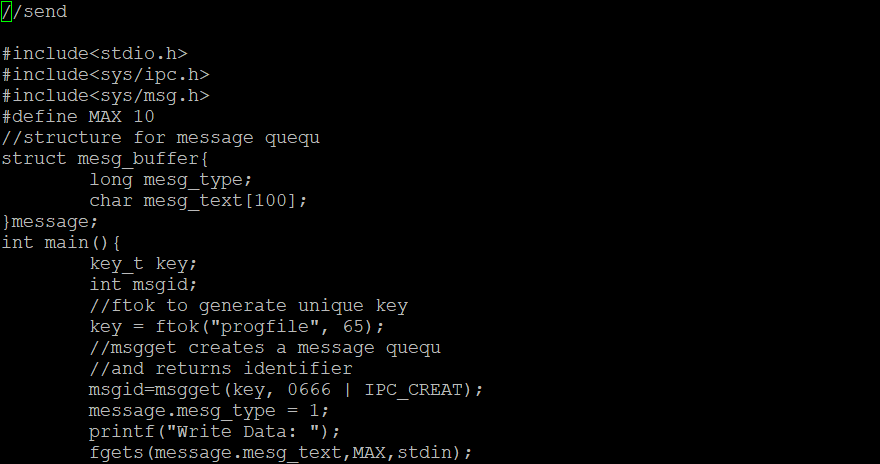 //send
#include<stdio.h>
#include<sys/ipc.h>
#include<sys/msg.h>
#define MAX 10
//structure for message quequ
struct mesg_buffer{
        long mesg_type;
        char mesg_text[100];
}message;
int main(){
        key_t key;
        int msgid;
        //ftok to generate unique key
        key = ftok("progfile", 65);
        //msgget creates a message quequ
        //and returns identifier
        msgid=msgget(key, 0666 | IPC_CREAT);
        message.mesg_type = 1;
        printf("Write Data: ");
        fgets(message.mesg_text,MAX,stdin);